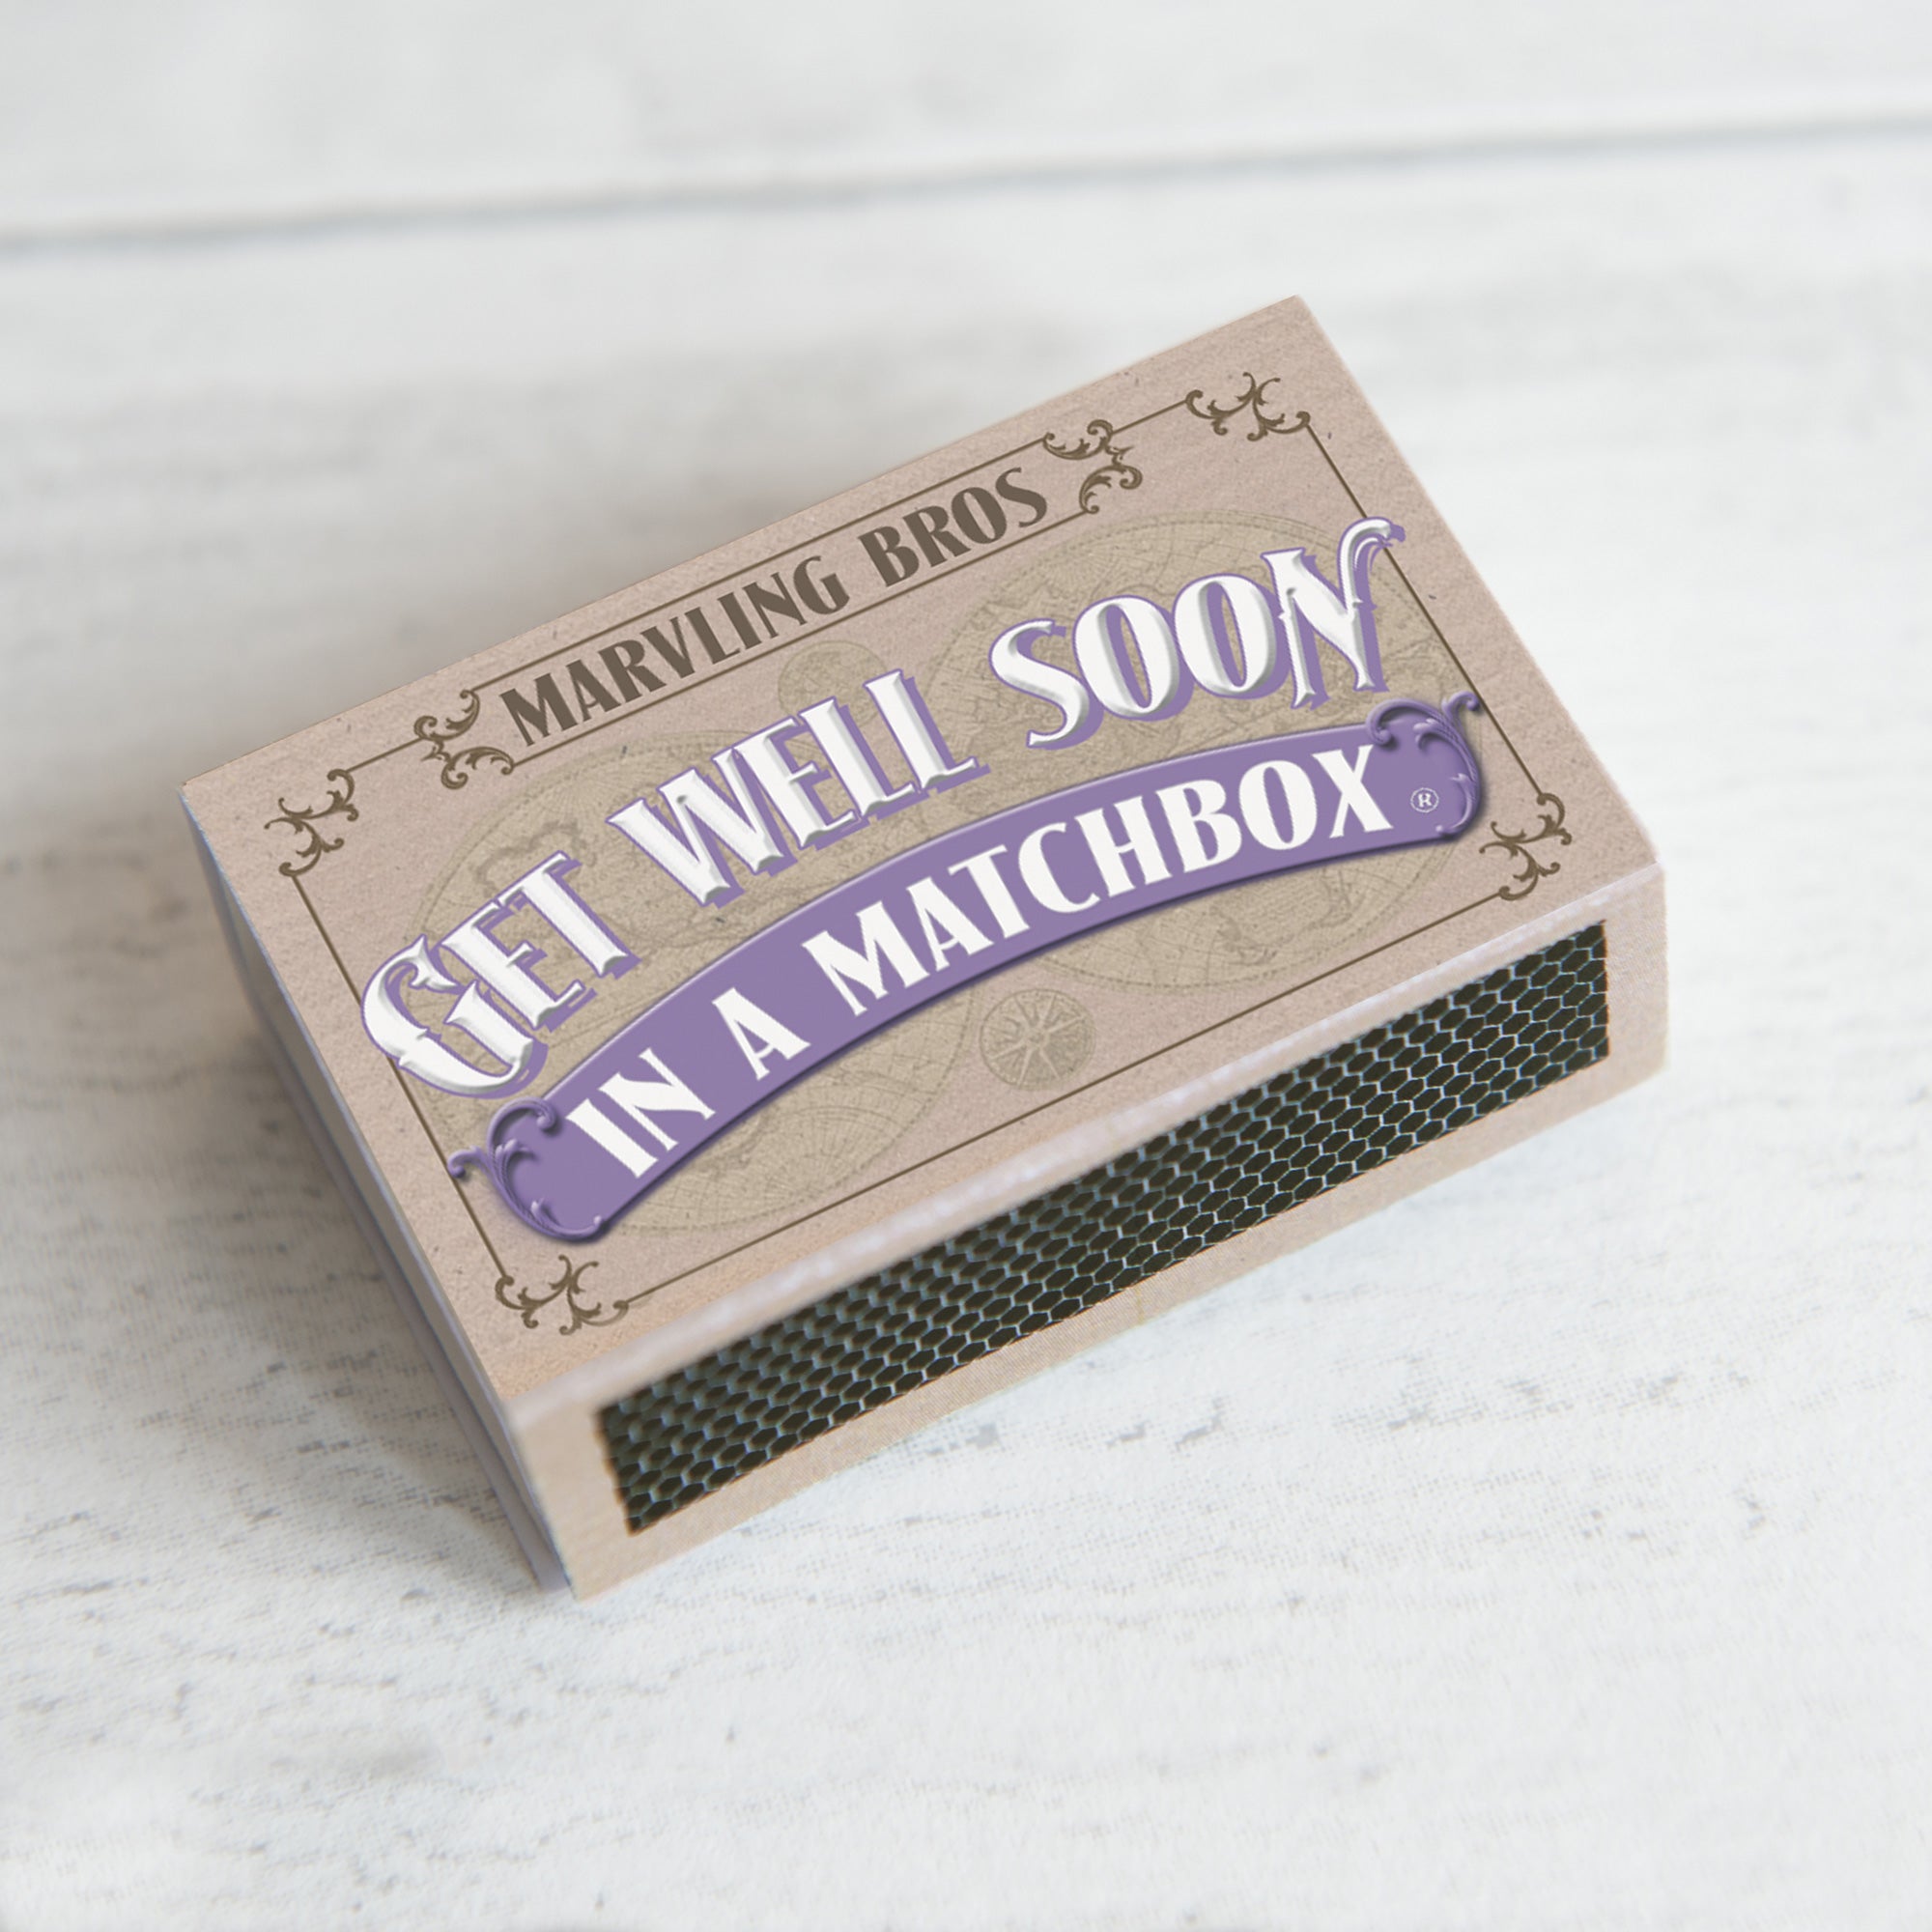 MARVLING BROS
GET WELL SOON
IN A MATCHBOX ®